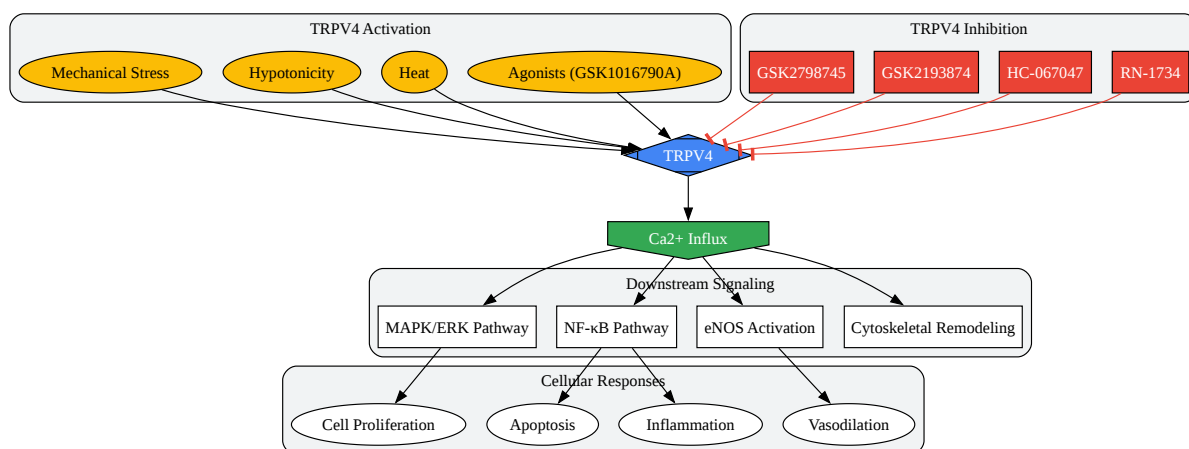 TRPV4 Activation
TRPV4 Inhibition
Mechanical Stress
Hypotonicity
Heat
Agonists (GSK1016790A)
GSK2798745
GSK2193874
HC-067047
RN-1734
TRPV4
Ca2+ Influx
Downstream Signaling
MAPK/ERK Pathway
NF-κB Pathway
eNOS Activation
Cytoskeletal Remodeling
Cellular Responses
Cell Proliferation
Apoptosis
Inflammation
Vasodilation